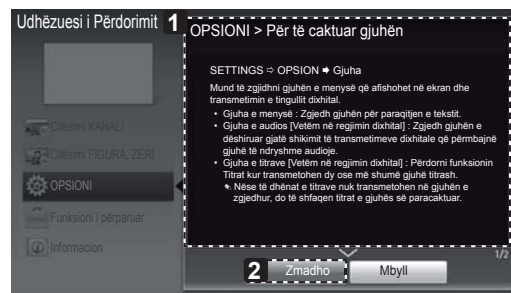 Udhëzuesi i Përdorimit
1
OPSIONI > Për të caktuar gjuhën
SETTINGS ⇨ OPSION ➧ Gjuha
Mund të zgjidhni gjuhën e menysë që afishohet në ekran dhe
transmetimin e tingullit dixhital.
• Gjuha e menysë : Zgjedh gjuhën për paraqitjen e tekstit.
• Gjuha e audios [Vetëm në regjimin dixhital] : Zgjedh gjuhën e
dëshiruar gjatë shikimit të transmetimeve dixhitale që përmbajnë
gjuhë të ndryshme audioje.
• Gjuha e titrave [Vetëm në regjimin dixhital] : Përdorni funksionin
Titrat kur transmetohen dy ose më shumë gjuhë titrash.
Nëse të dhënat e titrave nuk transmetohen në gjuhën e
zgjedhur, do të shfaqen titrat e gjuhës së paracaktuar.
Cilësimi KANALI
Cilësimi FIGURA, ZËRI
OPSIONI
Funksioni i përparuar
Informacion
1/2
2
Zmadho
Mbyll